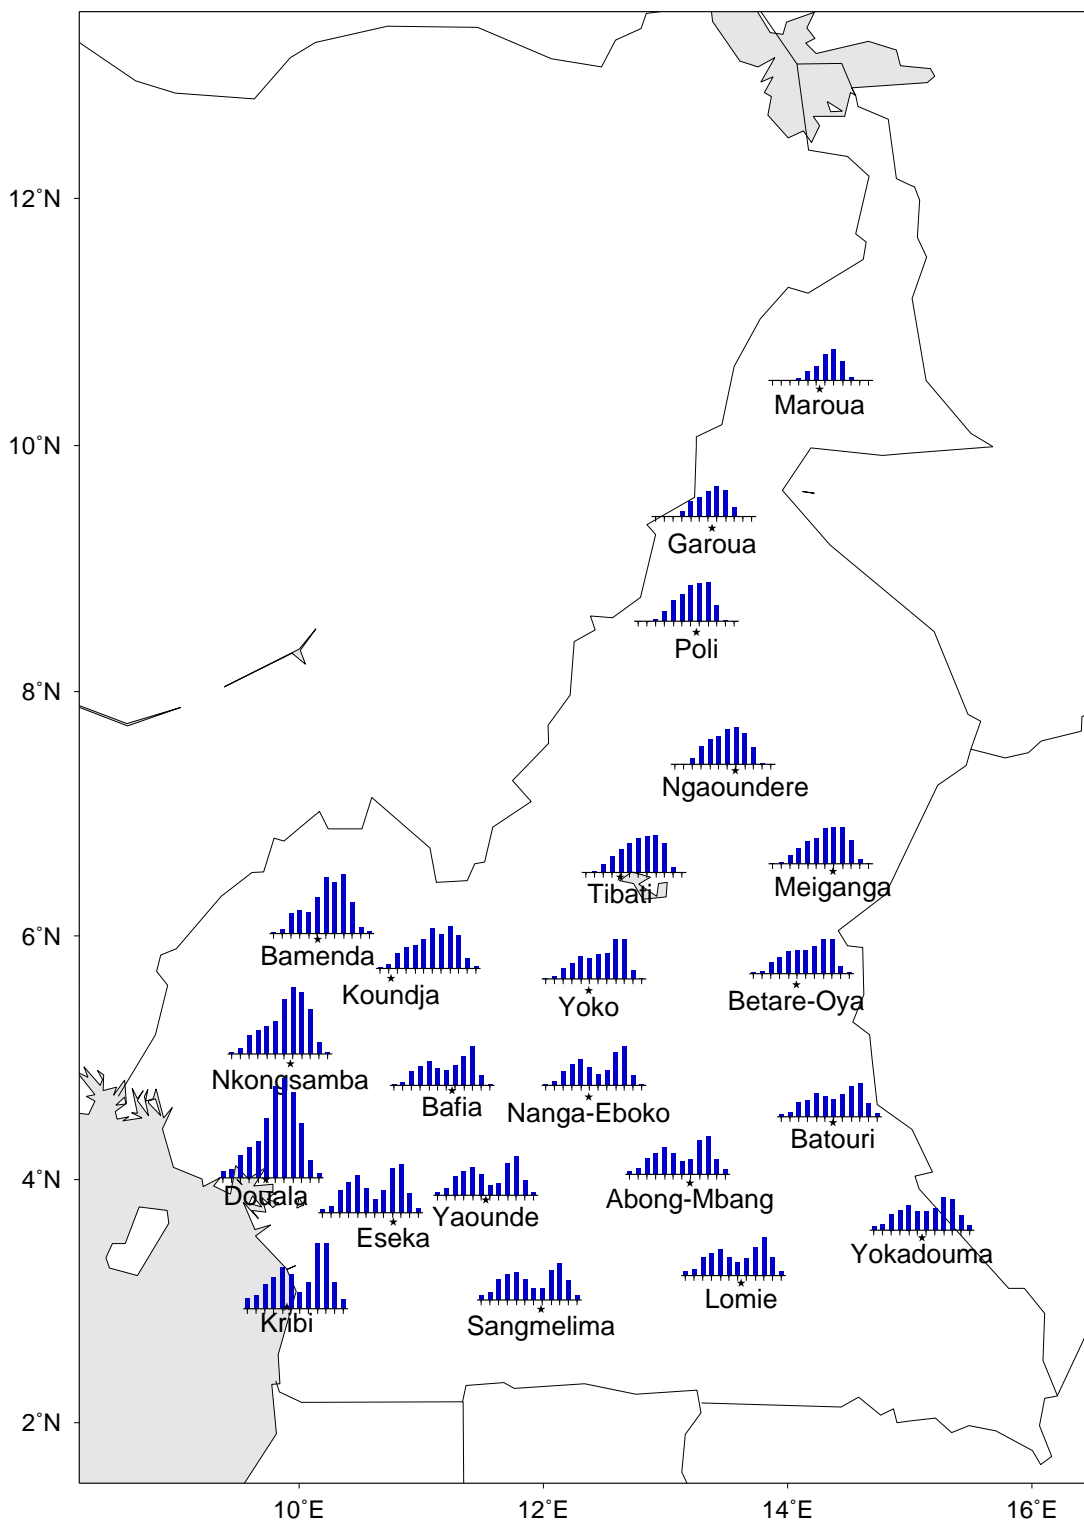 12°N
Maroua
10°N
Garoua
Poli
8°N
Ngaoundere
Tibati
Meiganga
6°N
Bamenda
Koundja
Yoko
Betare-Oya
Nkongsamba
Bafia
Nanga-Eboko
Batouri
4°N
Douala
Eseka
Yaounde
Abong-Mbang
Yokadouma
Kribi
Sangmelima
Lomie
2°N
10°E
12°E
14°E
16°E